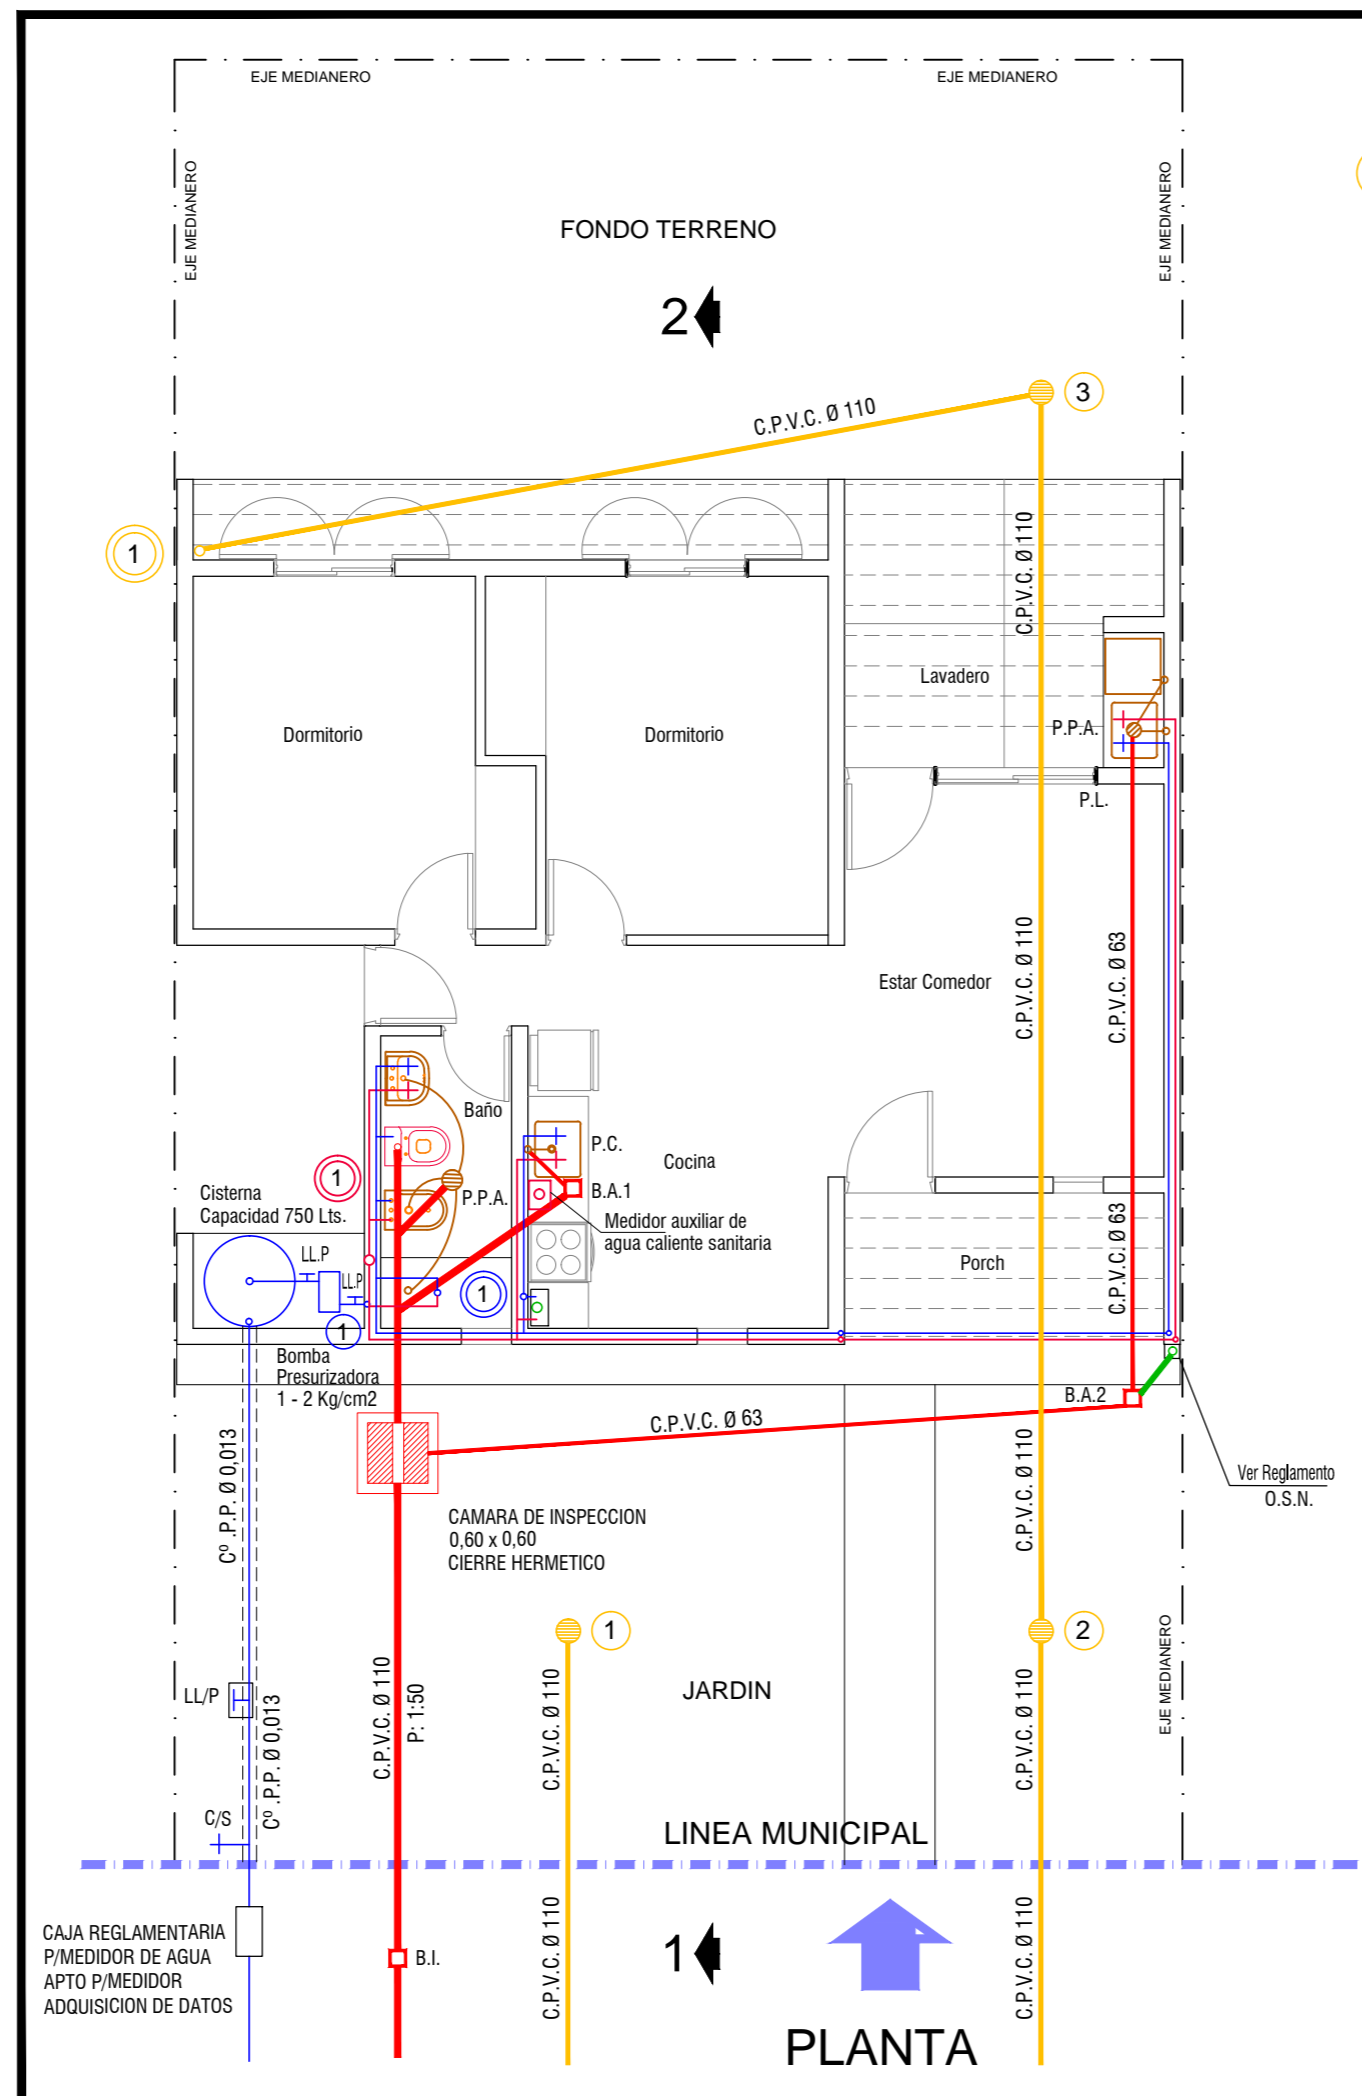 EJE MEDIANERO
EJE MEDIANERO
EJE MEDIANERO
EJE MEDIANERO
FONDO TERRENO
2
C.P.V.C. Ø 110
3
1
C.P.V.C. Ø 110
Lavadero
P.P.A.
Dormitorio
Dormitorio
P.L.
C.P.V.C. Ø 110
C.P.V.C. Ø 63
Estar Comedor
Baño
P.C.
Cocina
1
P.P.A.
B.A.1
Cisterna
Capacidad 750 Lts.
Medidor auxiliar de
agua caliente sanitaria
LL.P
LL.P
1
1
Porch
C.P.V.C. Ø 63
Bomba
Presurizadora
1 - 2 Kg/cm2
B.A.2
C.P.V.C. Ø 63
Cº .P.P. Ø 0,013
C.P.V.C. Ø 110
Ver Reglamento
O.S.N.
CAMARA DE INSPECCION
0,60 x 0,60
CIERRE HERMETICO
1
2
EJE MEDIANERO
C.P.V.C. Ø 110
P: 1:50
JARDIN
LL/P
Cº .P.P. Ø 0,013
C.P.V.C. Ø 110
C.P.V.C. Ø 110
C/S
LINEA MUNICIPAL
CAJA REGLAMENTARIA
P/MEDIDOR DE AGUA
APTO P/MEDIDOR
ADQUISICION DE DATOS
B.I.
C.P.V.C. Ø 110
1
C.P.V.C. Ø 110
PLANTA